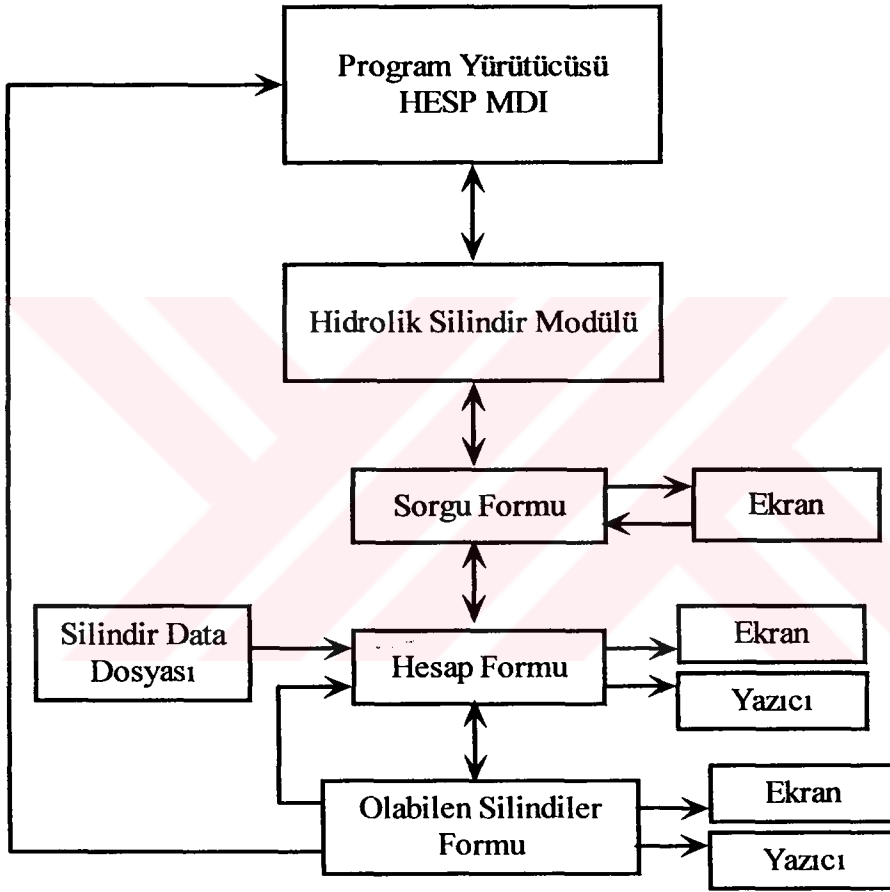 Program Yürütücüsü
HESP MDI
Hidrolik Silindir Modülü
Sorgu Formu
Ekran
Silindir Data
Dosyası
Hesap Formu
Ekran
Yazıcı
Olabilen Silindiler
Formu
Ekran
Yazıcı